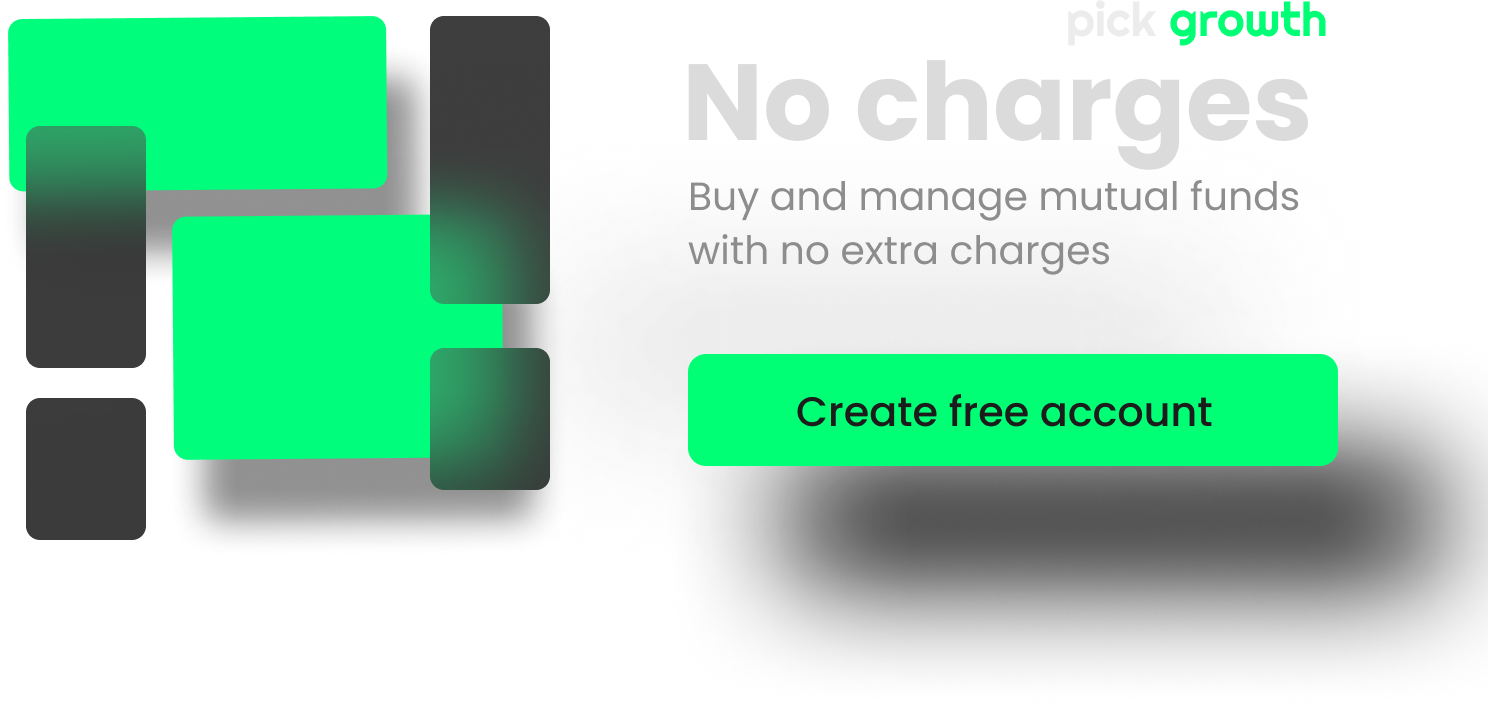 pick growth
No charges
Buy and manage mutual funds
with no extra charges
Create free account